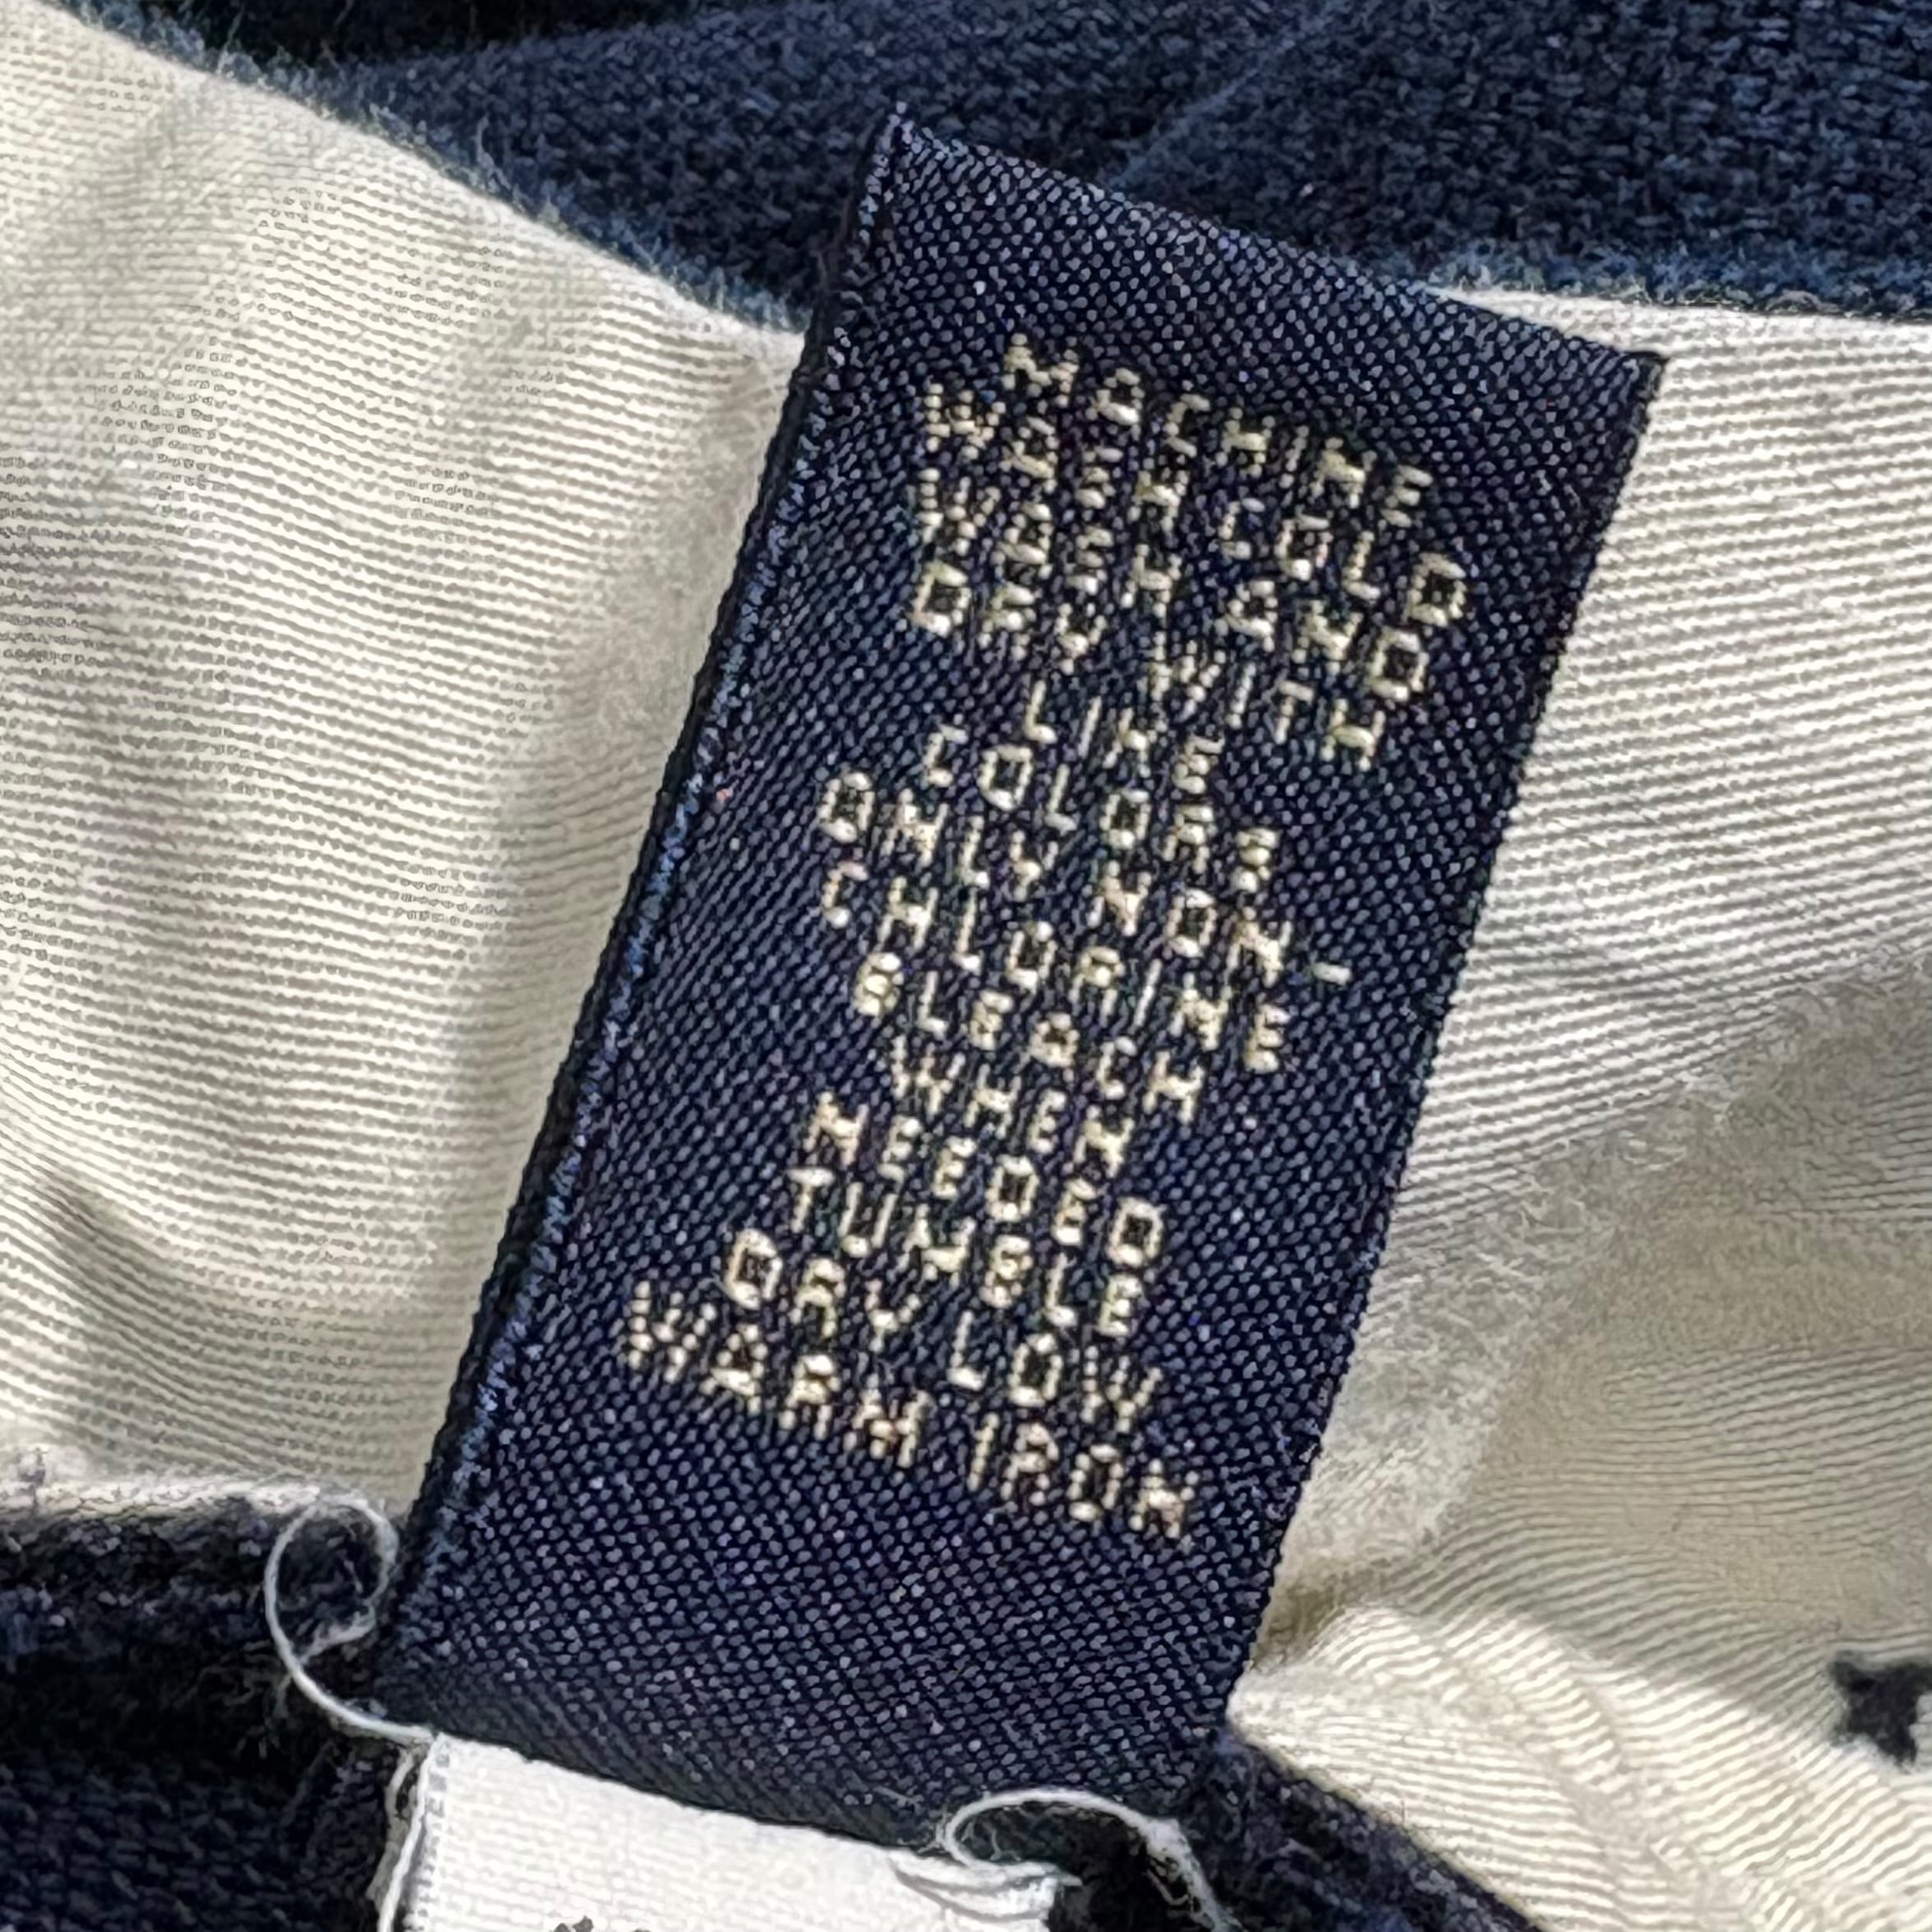 MACHINE
WASH COLD
WASH AND
DRY WITH
LIKE
COLORS
ONLY NON-
CHLORINE
BLEACH
WHEN
NEEDED
TUMBLE
DRY LOW
WARM IRON